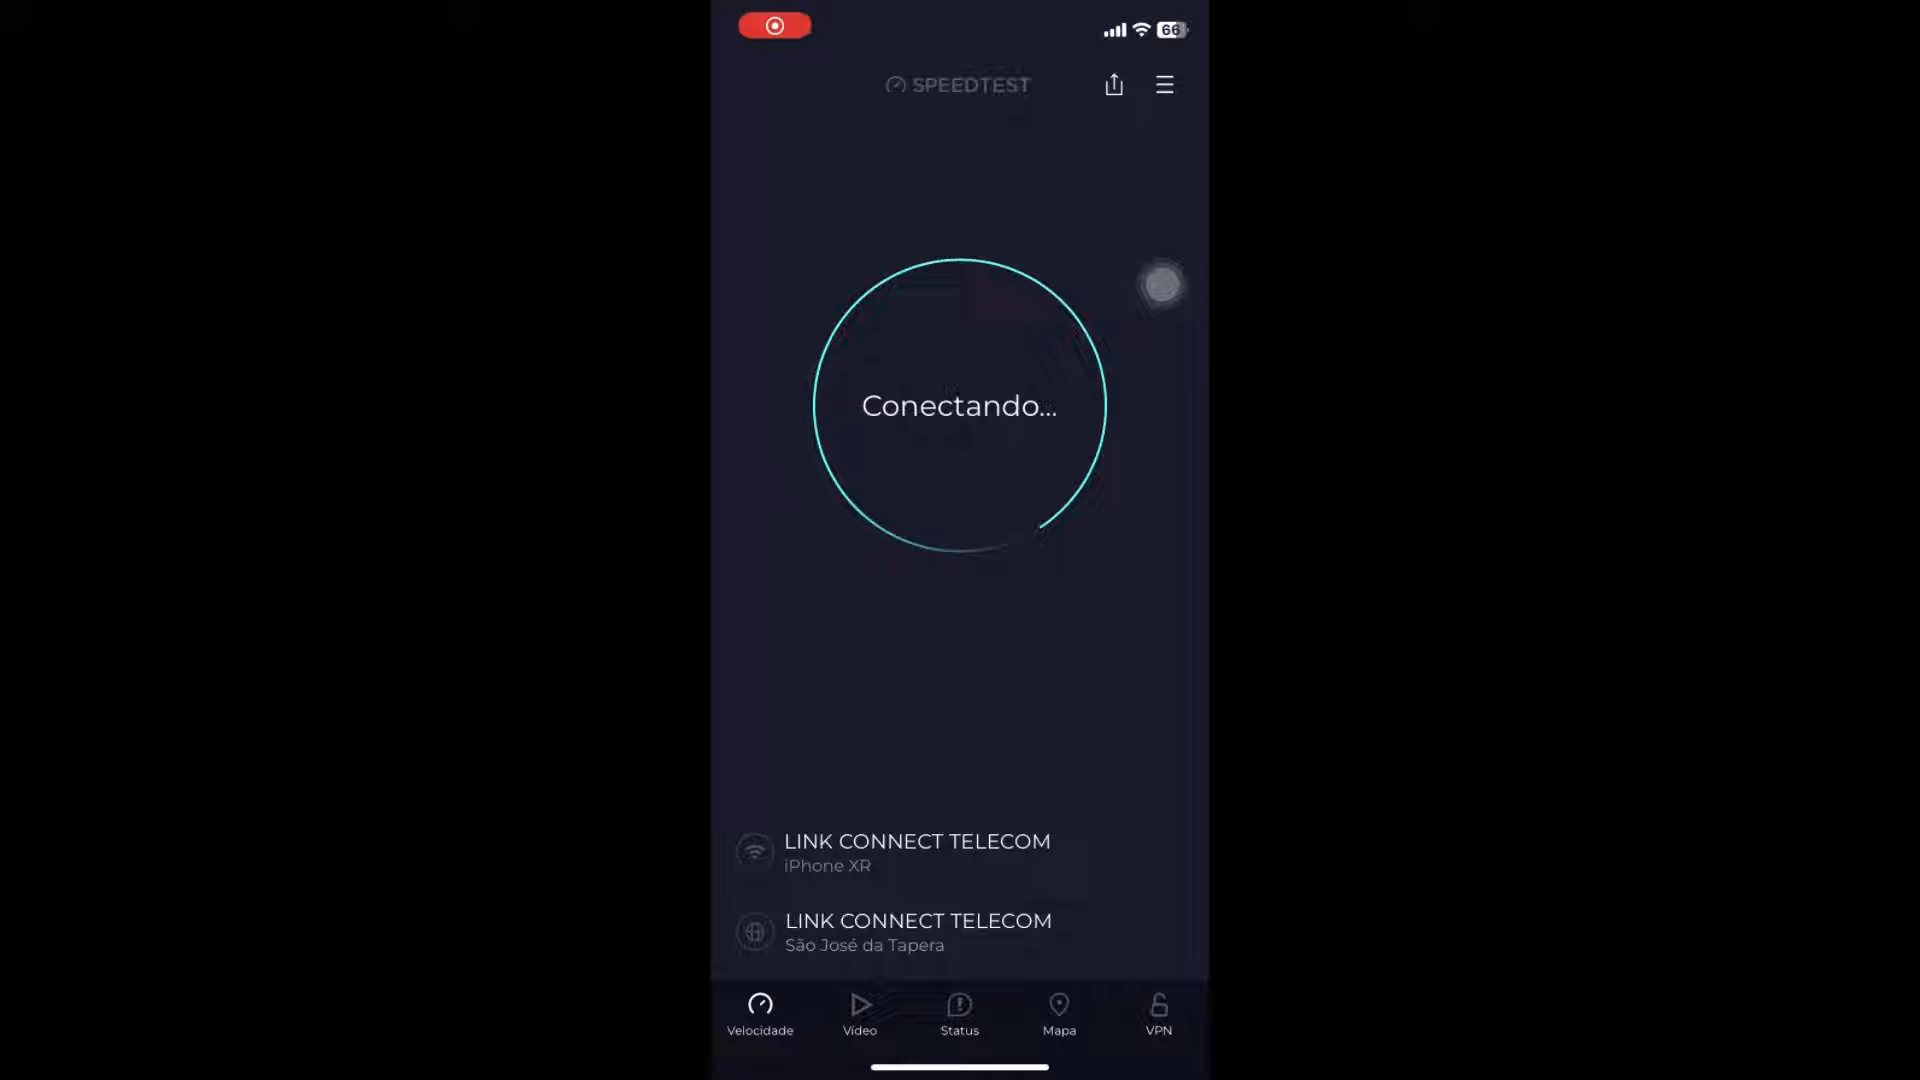 66
SPEEDTEST
Conectando...
LINK CONNECT TELECOM
iPhone XR
LINK CONNECT TELECOM
São José da Tapera
Velocidade
Vídeo
Status
Mapa
VPN